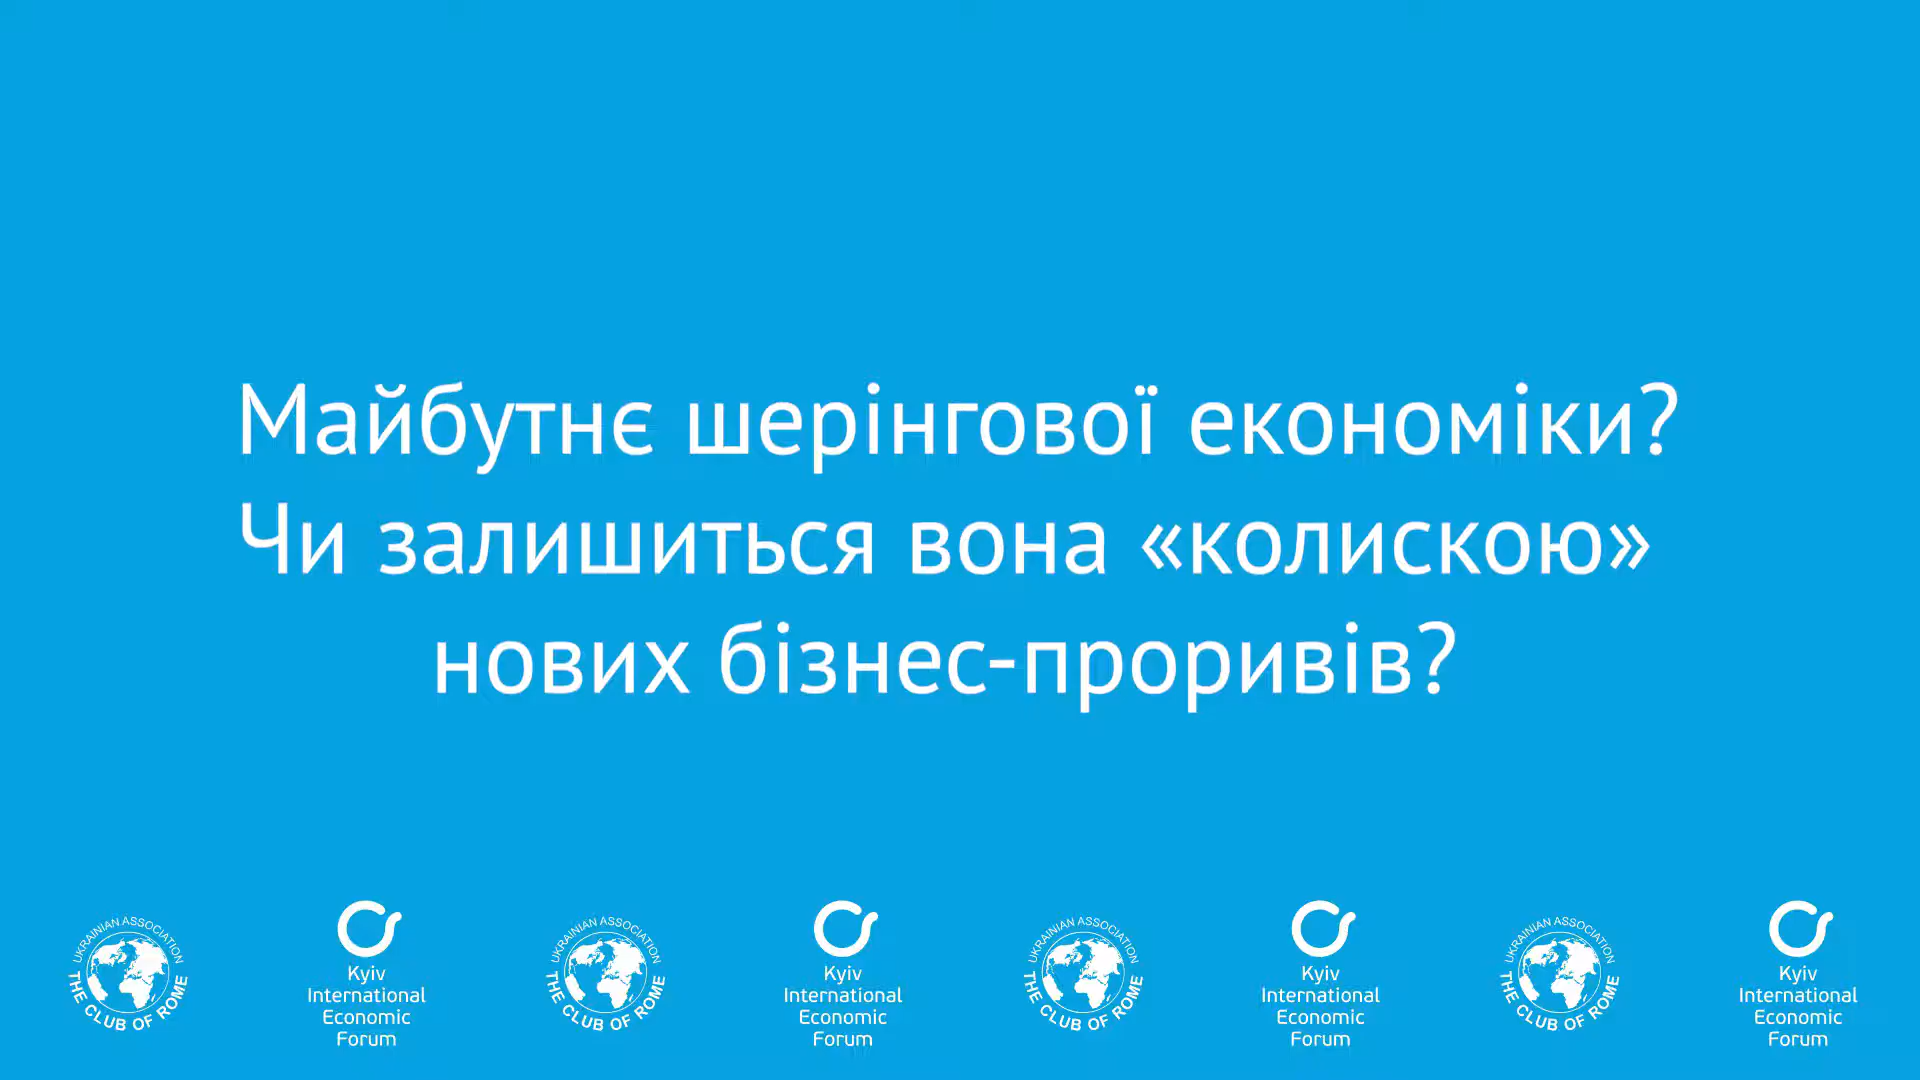 Майбутнє шерінгової економіки?
Чи залишиться вона «колискою»
нових бізнес-проривів?
UKRAINIAN ASSOCIATION
THE CLUB OF ROME
Kyiv
International
Economic
Forum
UKRAINIAN ASSOCIATION
THE CLUB OF ROME
Kyiv
International
Economic
Forum
UKRAINIAN ASSOCIATION
THE CLUB OF ROME
Kyiv
International
Economic
Forum
UKRAINIAN ASSOCIATION
THE CLUB OF ROME
Kyiv
International
Economic
Forum